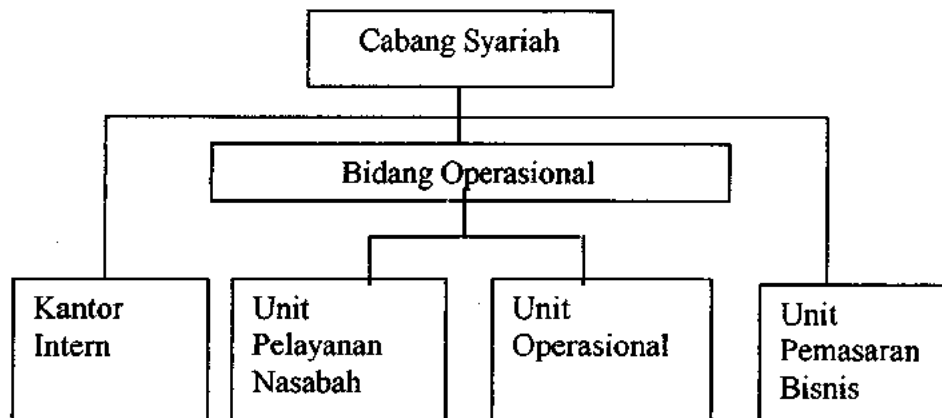 Cabang Syariah
Bidang Operasional
Kantor
Intern
Unit
Pelayanan
Nasabah
Unit
Operasional
Unit
Pemasaran
Bisnis